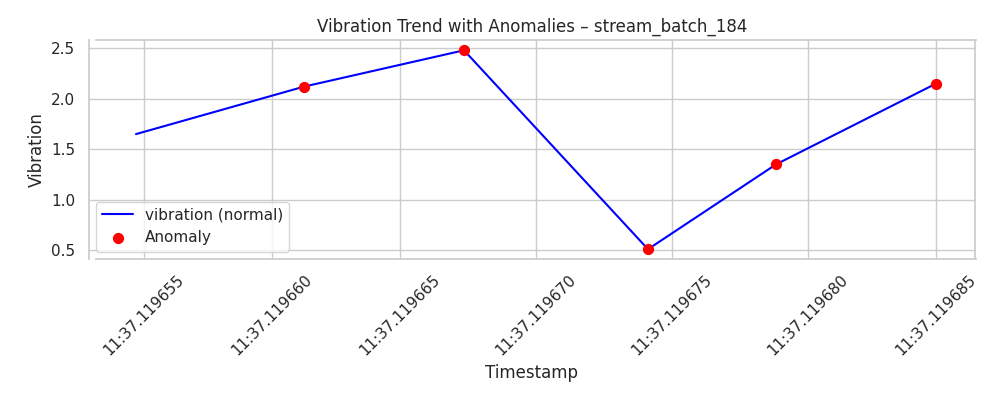 Vibration Trend with Anomalies – stream_batch_184
2.5
2.0
1.5
1.0
0.5
Vibration
vibration (normal)
Anomaly
11:37.119655
11:37.119660
11:37.119665
11:37.119670
11:37.119675
11:37.119680
11:37.119685
Timestamp